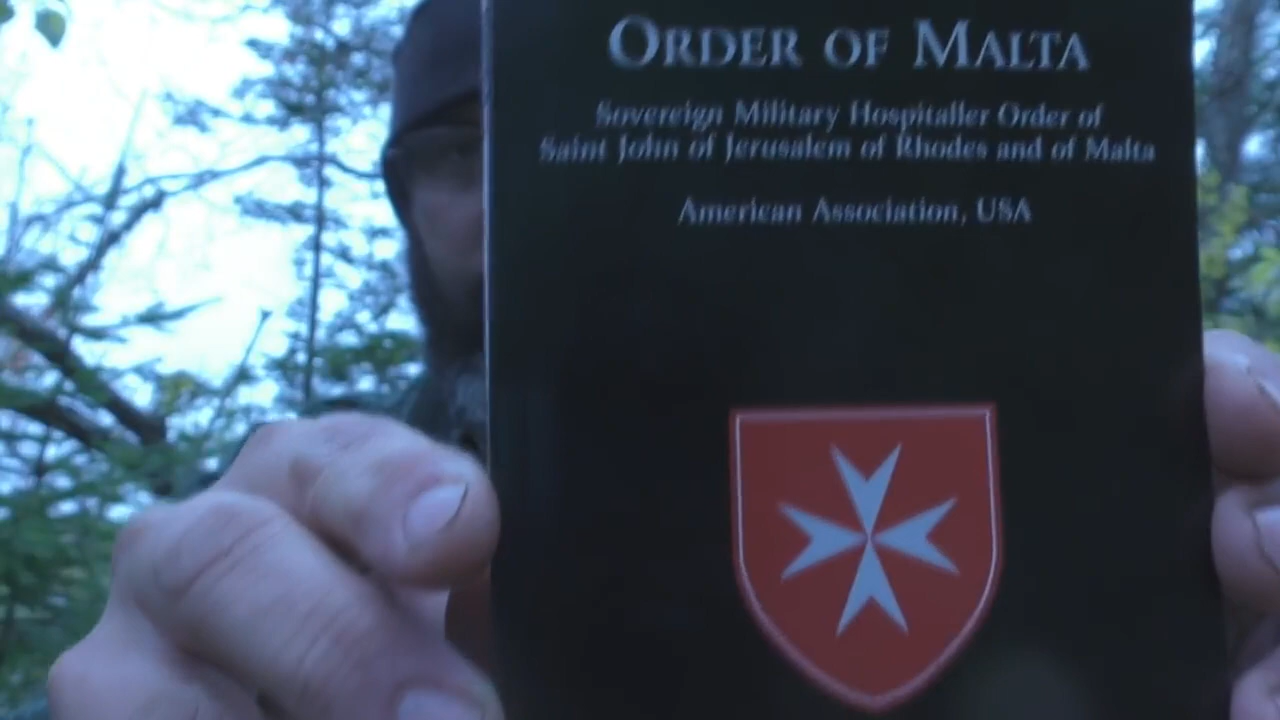 ORDER OF MALTA
Sovereign Military Hospitaller Order of
Saint John of Jerusalem of Rhodes and of Malta
American Association, USA